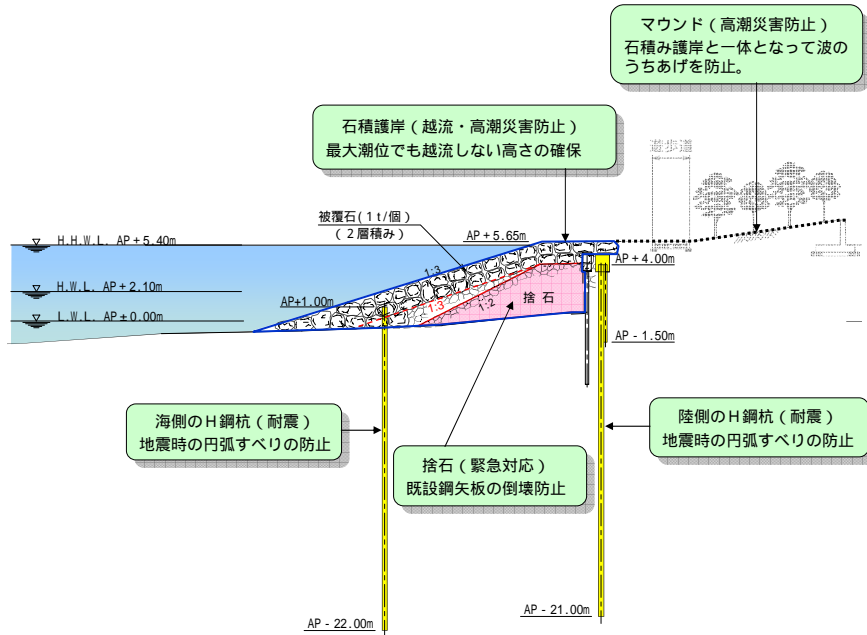 マウンド（高潮災害防止）
石積み護岸と一体となって波の
うちあげを防止。
石積護岸（越流・高潮災害防止）
最大潮位でも越流しない高さの確保
遊歩道
被覆石(１t/個)
（２層積み）
AP＋5.65m
H.H.W.L. AP＋5.40m
AP＋4.00m
1:3
H.W.L. AP＋2.10m
AP+1.00m
1:3
1:2
捨石
L.W.L. AP±0.00m
AP－1.50m
海側のＨ鋼杭（耐震）
地震時の円弧すべりの防止
陸側のＨ鋼杭（耐震）
地震時の円弧すべりの防止
捨石（緊急対応）
既設鋼矢板の倒壊防止
AP－21.00m
AP－22.00m